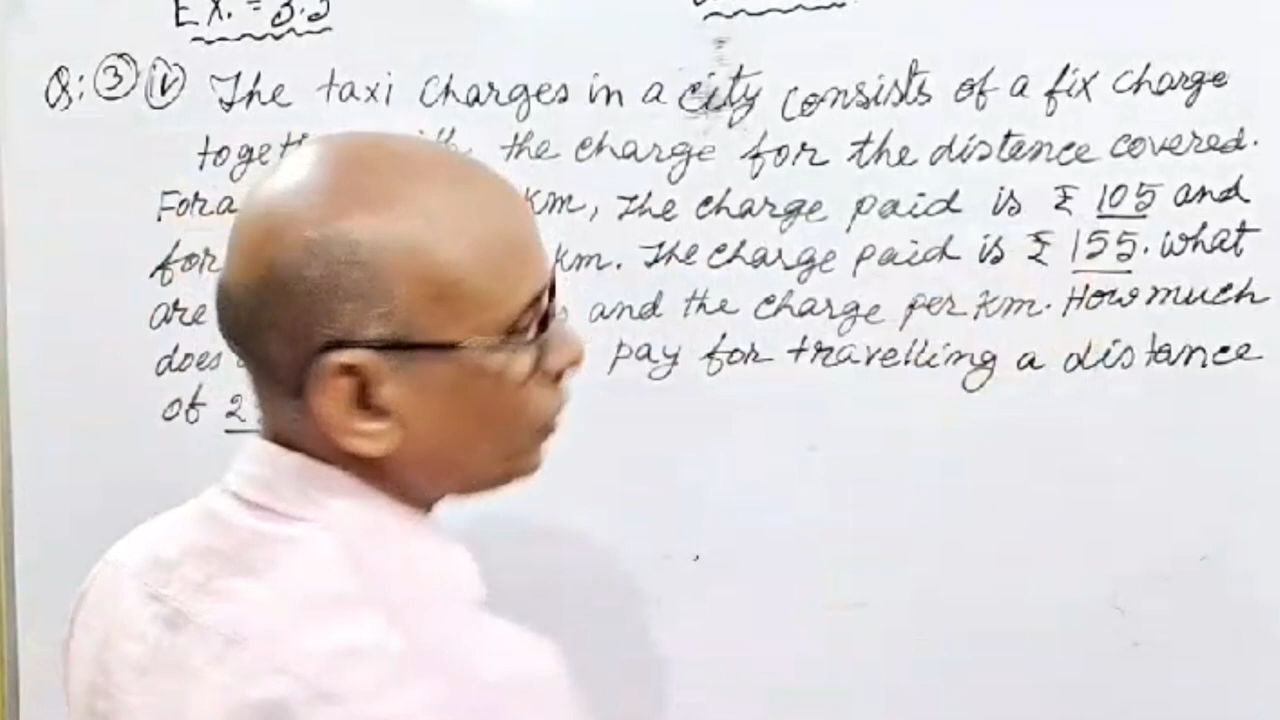 Ex. = 3.3
Q: 3 iv The taxi charges in a city consists of a fix charge
the charge for the distance covered.
For a km, The charge paid is ₹ 105 and
for km. The charge paid is ₹ 155. what
are and the charge per km. How much
does pay for travelling a distance
of